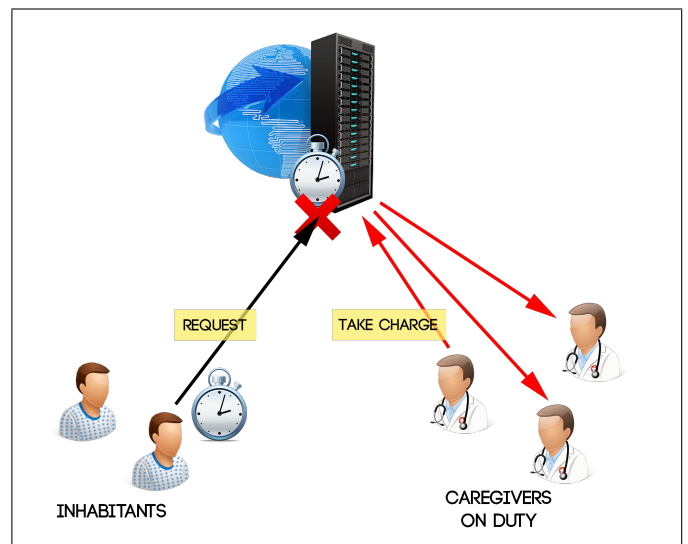 REQUEST
TAKE CHARGE
INHABITANTS
CAREGIVERS
ON DUTY